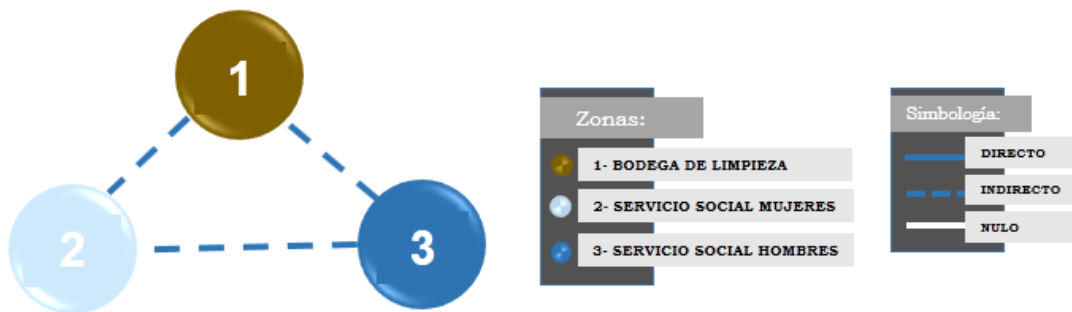 1
2
3
Zonas:
1- BODEGA DE LIMPIEZA
2- SERVICIO SOCIAL MUJERES
3- SERVICIO SOCIAL HOMBRES
Simbología:
DIRECTO
INDIRECTO
NULO